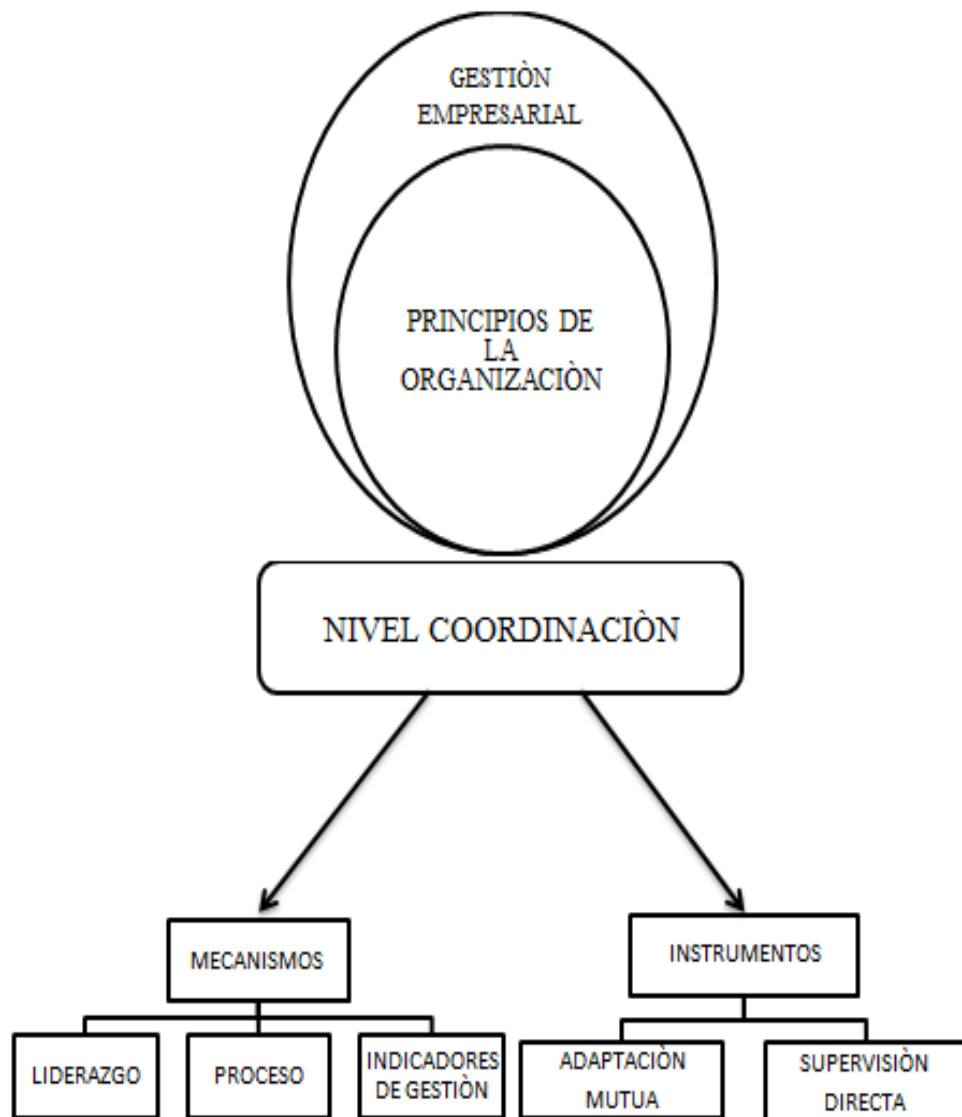 GESTIÒN
EMPRESARIAL
PRINCIPIOS DE
LA
ORGANIZACIÒN
NIVEL COORDINACIÒN
MECANISMOS
INSTRUMENTOS
LIDERAZGO
PROCESO
INDICADORES
DE GESTIÒN
ADAPTACIÒN
MUTUA
SUPERVISIÒN
DIRECTA